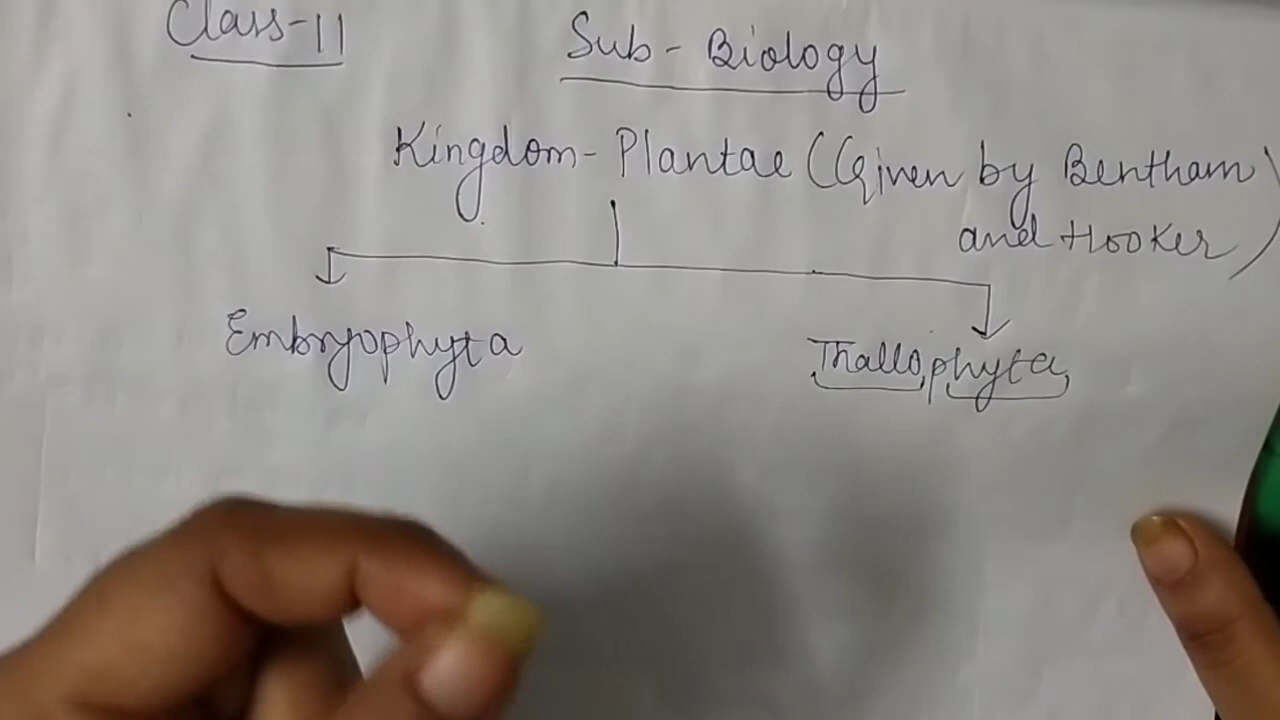 Class-11
Sub-Biology
Kingdom-Plantae (Given by Bentham
and Hooker)
Embryophyta
Thallophyta